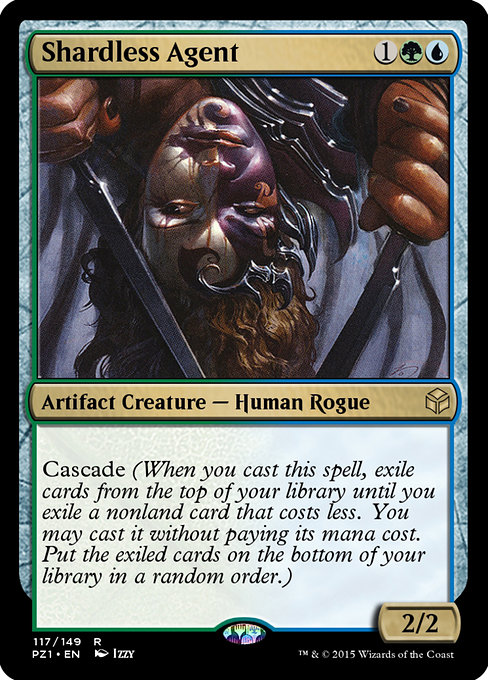 Shardless Agent 1
Artifact Creature — Human Rogue
Cascade (When you cast this spell, exile
cards from the top of your library until you
exile a nonland card that costs less. You
may cast it without paying its mana cost.
Put the exiled cards on the bottom of your
library in a random order.)
2/2
117/149 R
PZ1 • EN Izzy
™ & © 2015 Wizards of the Coast